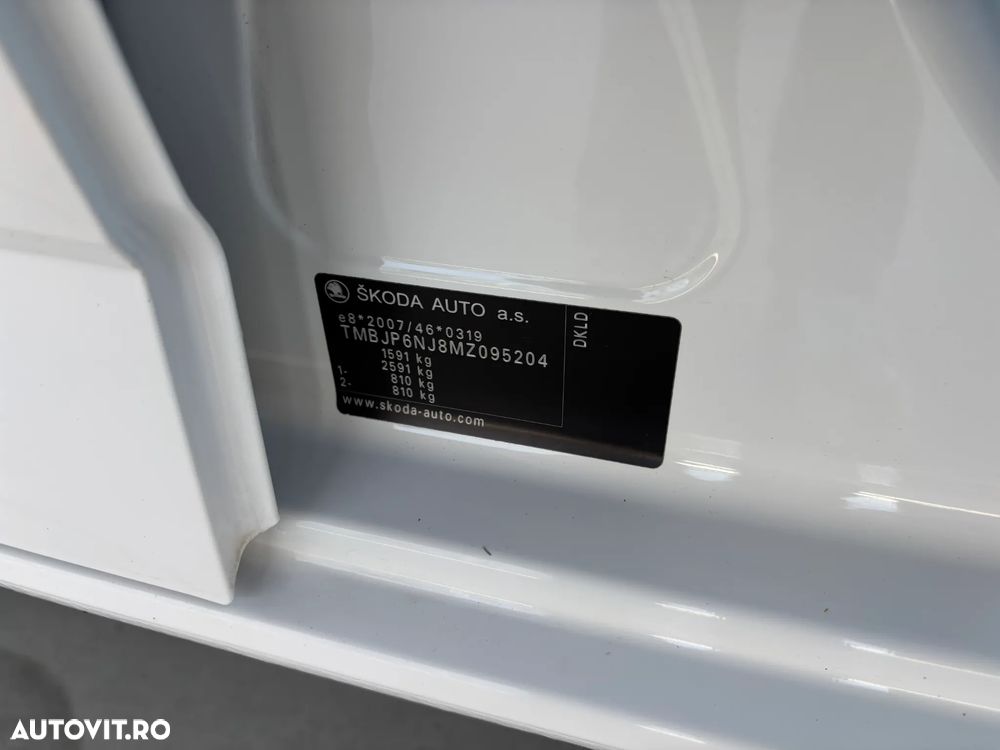 ŠKODA AUTO a.s.
e8*2007/46*0319
TMBJP6NJ8MZ095204
1591 kg
2591 kg
1- 810 kg
2- 810 kg
www.skoda-auto.com
DKLD
AUTOVIT.RO